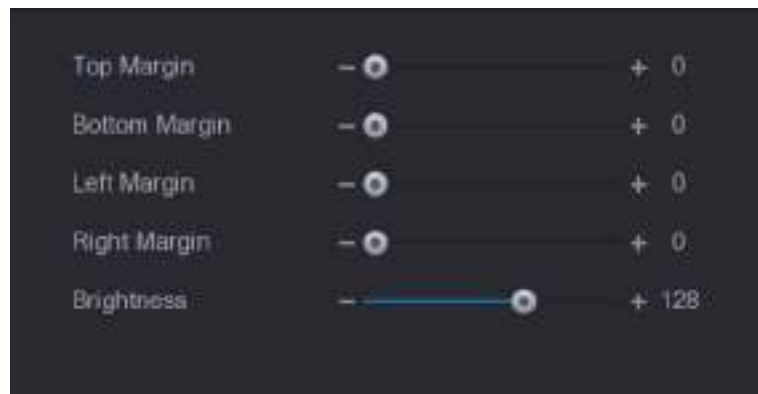 Top Margin - + 0
Bottom Margin - + 0
Left Margin - + 0
Right Margin - + 0
Brightness - + 128